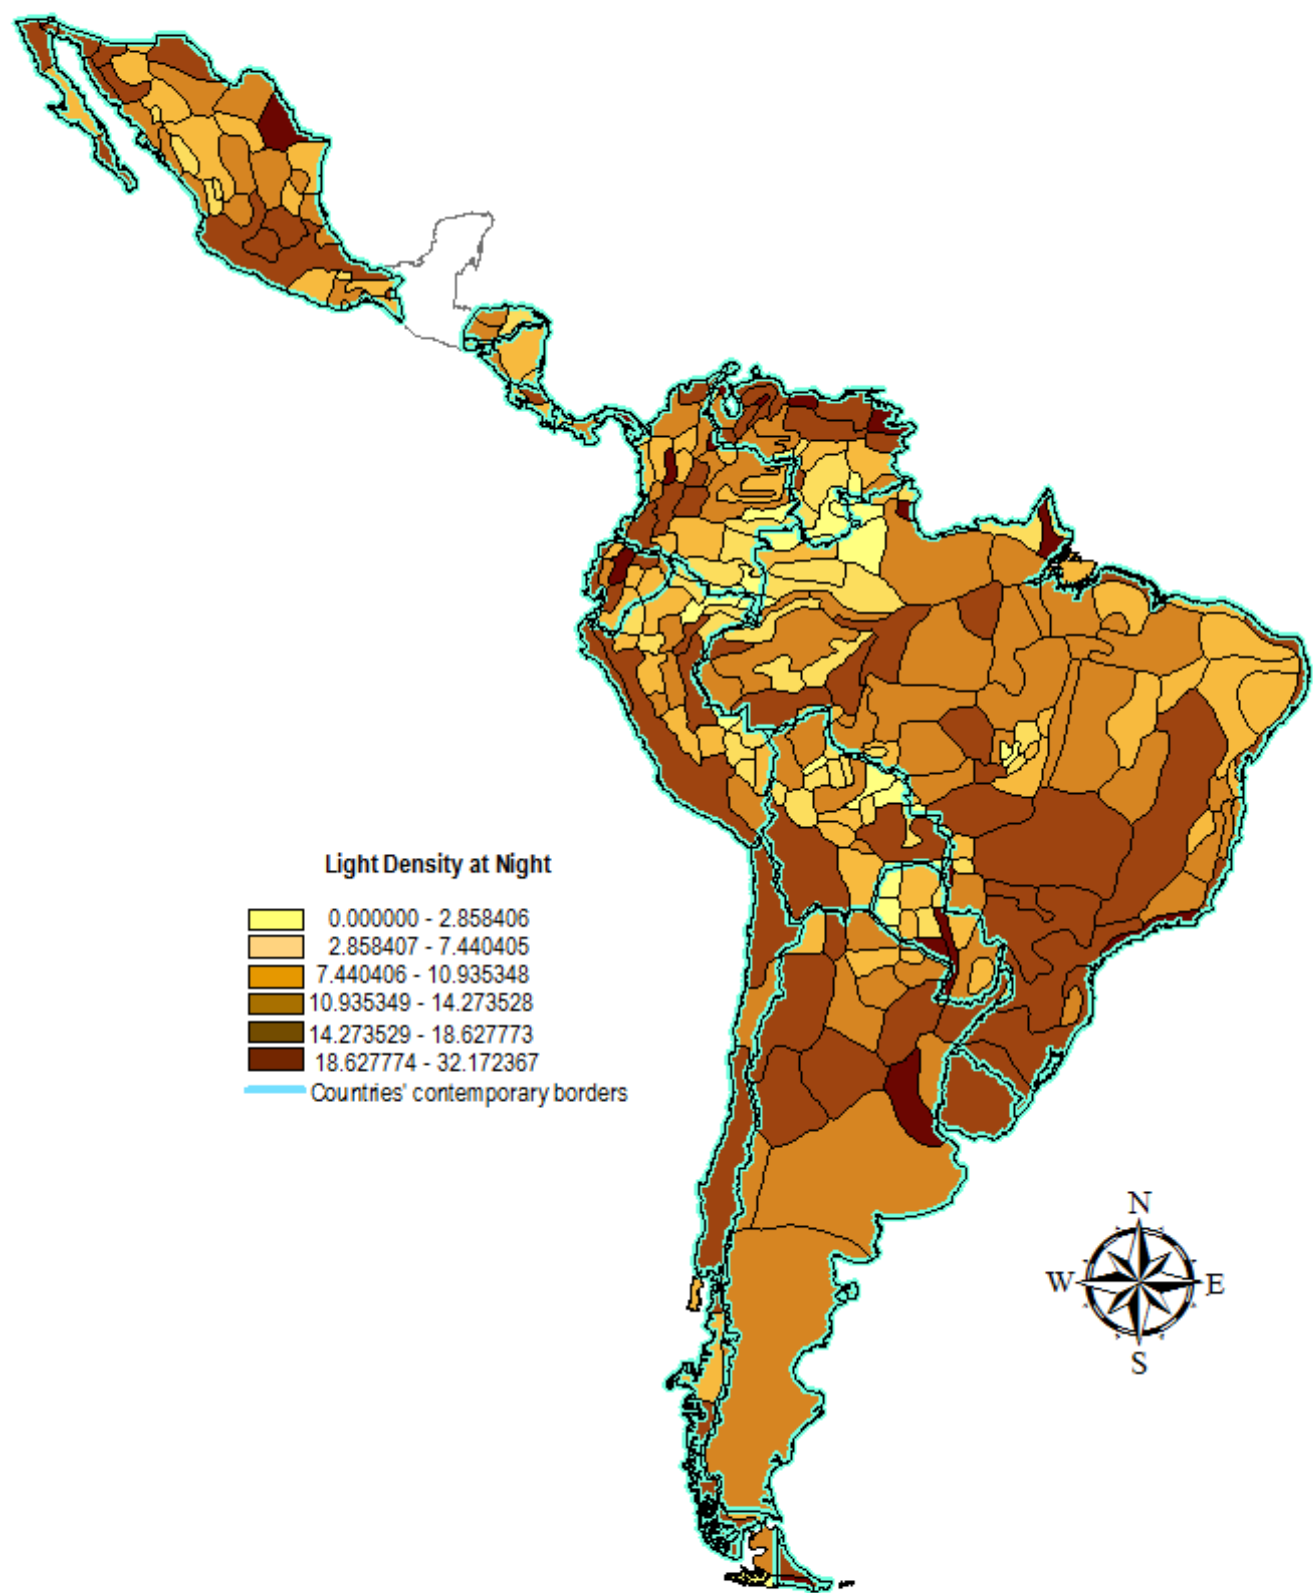 Light Density at Night
0.000000 - 2.858406
2.858407 - 7.440405
7.440406 - 10.935348
10.935349 - 14.273528
14.273529 - 18.627773
18.627774 - 32.172367
Countries' contemporary borders
N
W E
S